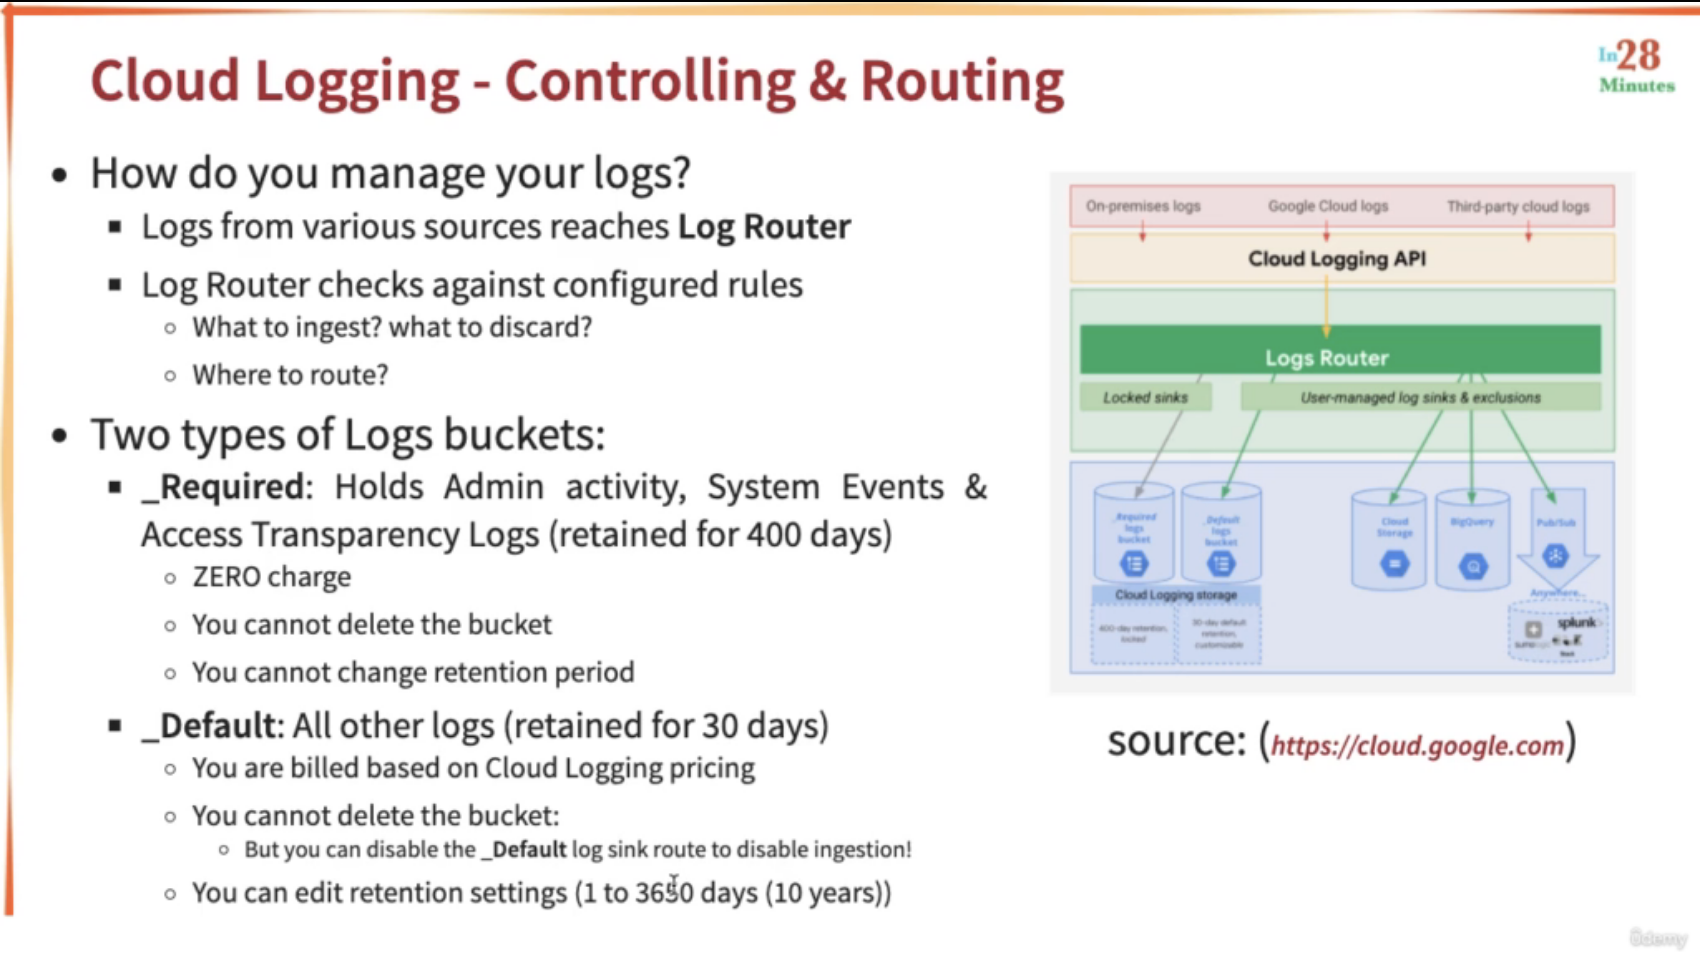 Cloud Logging - Controlling & Routing
In28
Minutes
• How do you manage your logs?
▪ Logs from various sources reaches Log Router
▪ Log Router checks against configured rules
○ What to ingest? what to discard?
○ Where to route?
• Two types of Logs buckets:
▪ _Required: Holds Admin activity, System Events &
Access Transparency Logs (retained for 400 days)
○ ZERO charge
○ You cannot delete the bucket
○ You cannot change retention period
▪ _Default: All other logs (retained for 30 days)
○ You are billed based on Cloud Logging pricing
○ You cannot delete the bucket:
○ But you can disable the _Default log sink route to disable ingestion!
○ You can edit retention settings (1 to 3650 days (10 years))
On-premises logs Google Cloud logs Third-party cloud logs
Cloud Logging API
Logs Router
Locked sinks User-managed log sinks & exclusions
_Required
logs
bucket
_Default
logs
bucket
Cloud
Storage
BigQuery
Pub/Sub
Cloud Logging storage
400-day retention,
locked
30-day default
retention,
customizable
Anywhere...
splunk>
source: (https://cloud.google.com)
ûdemy